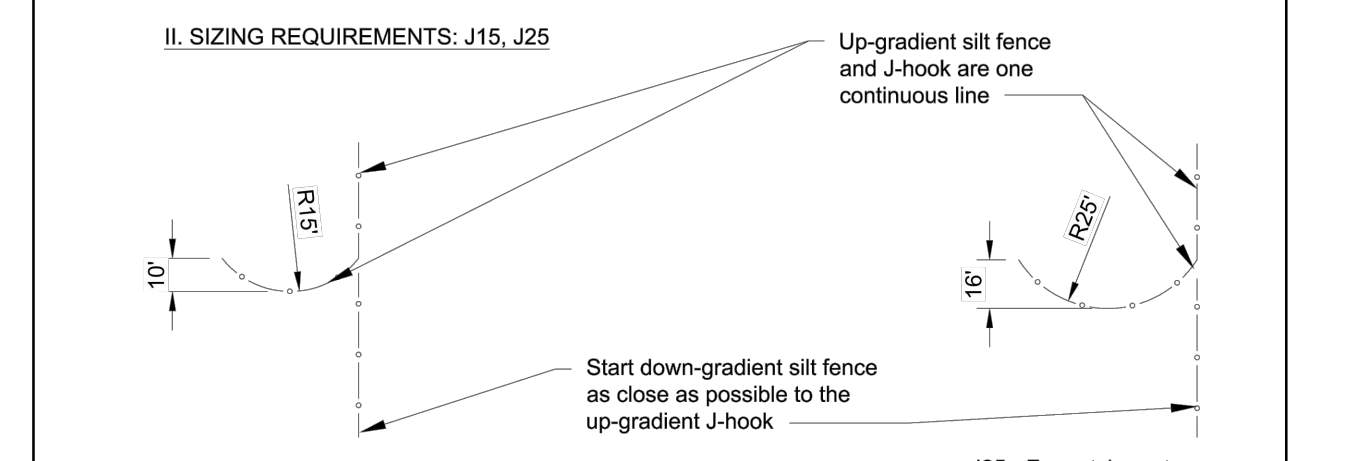 II. SIZING REQUIREMENTS: J15, J25
Up-gradient silt fence
and J-hook are one
continuous line
R15'
R25'
10'
16'
Start down-gradient silt fence
as close as possible to the
up-gradient J-hook